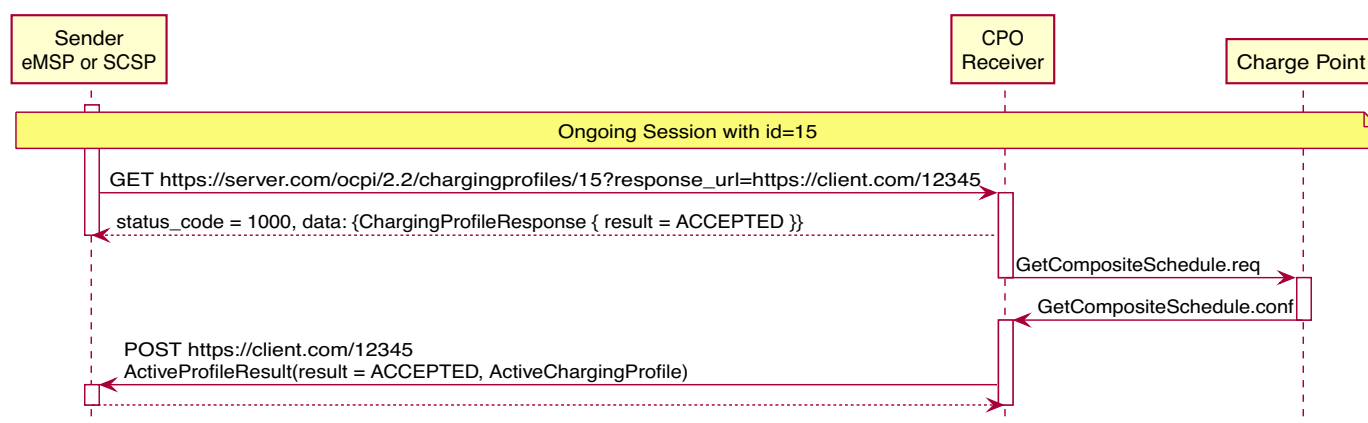 Sender
eMSP or SCSP
CPO
Receiver
Charge Point
Ongoing Session with id=15
GET https://server.com/ocpi/2.2/chargingprofiles/15?response_url=https://client.com/12345
status_code = 1000, data: {ChargingProfileResponse { result = ACCEPTED }}
GetCompositeSchedule.req
GetCompositeSchedule.conf
POST https://client.com/12345
ActiveProfileResult(result = ACCEPTED, ActiveChargingProfile)